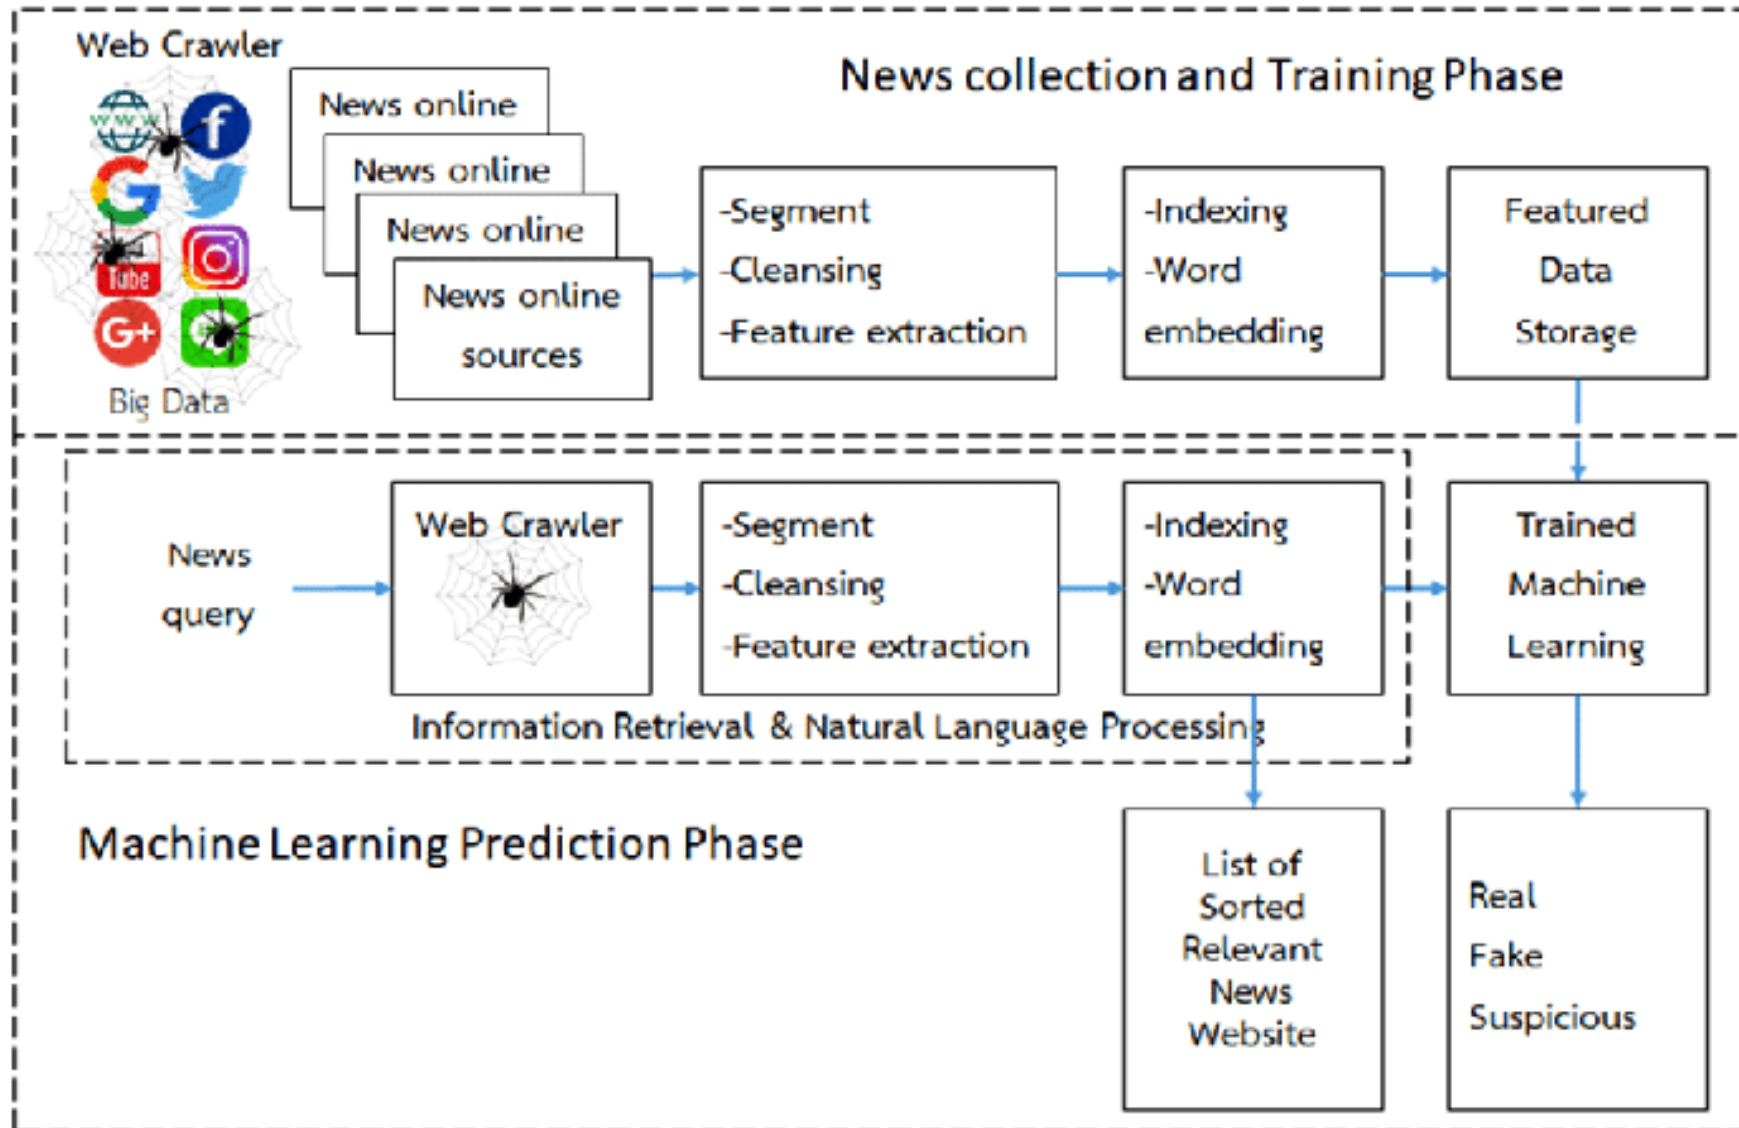 Web Crawler
News collection and Training Phase
www
f
G
Tube
G+
Big Data
News online
News online
News online
News online
sources
-Segment
-Cleansing
-Feature extraction
-Indexing
-Word
embedding
Featured
Data
Storage
News
query
Web Crawler
-Segment
-Cleansing
-Feature extraction
-Indexing
-Word
embedding
Trained
Machine
Learning
Information Retrieval & Natural Language Processing
Machine Learning Prediction Phase
List of
Sorted
Relevant
News
Website
Real
Fake
Suspicious